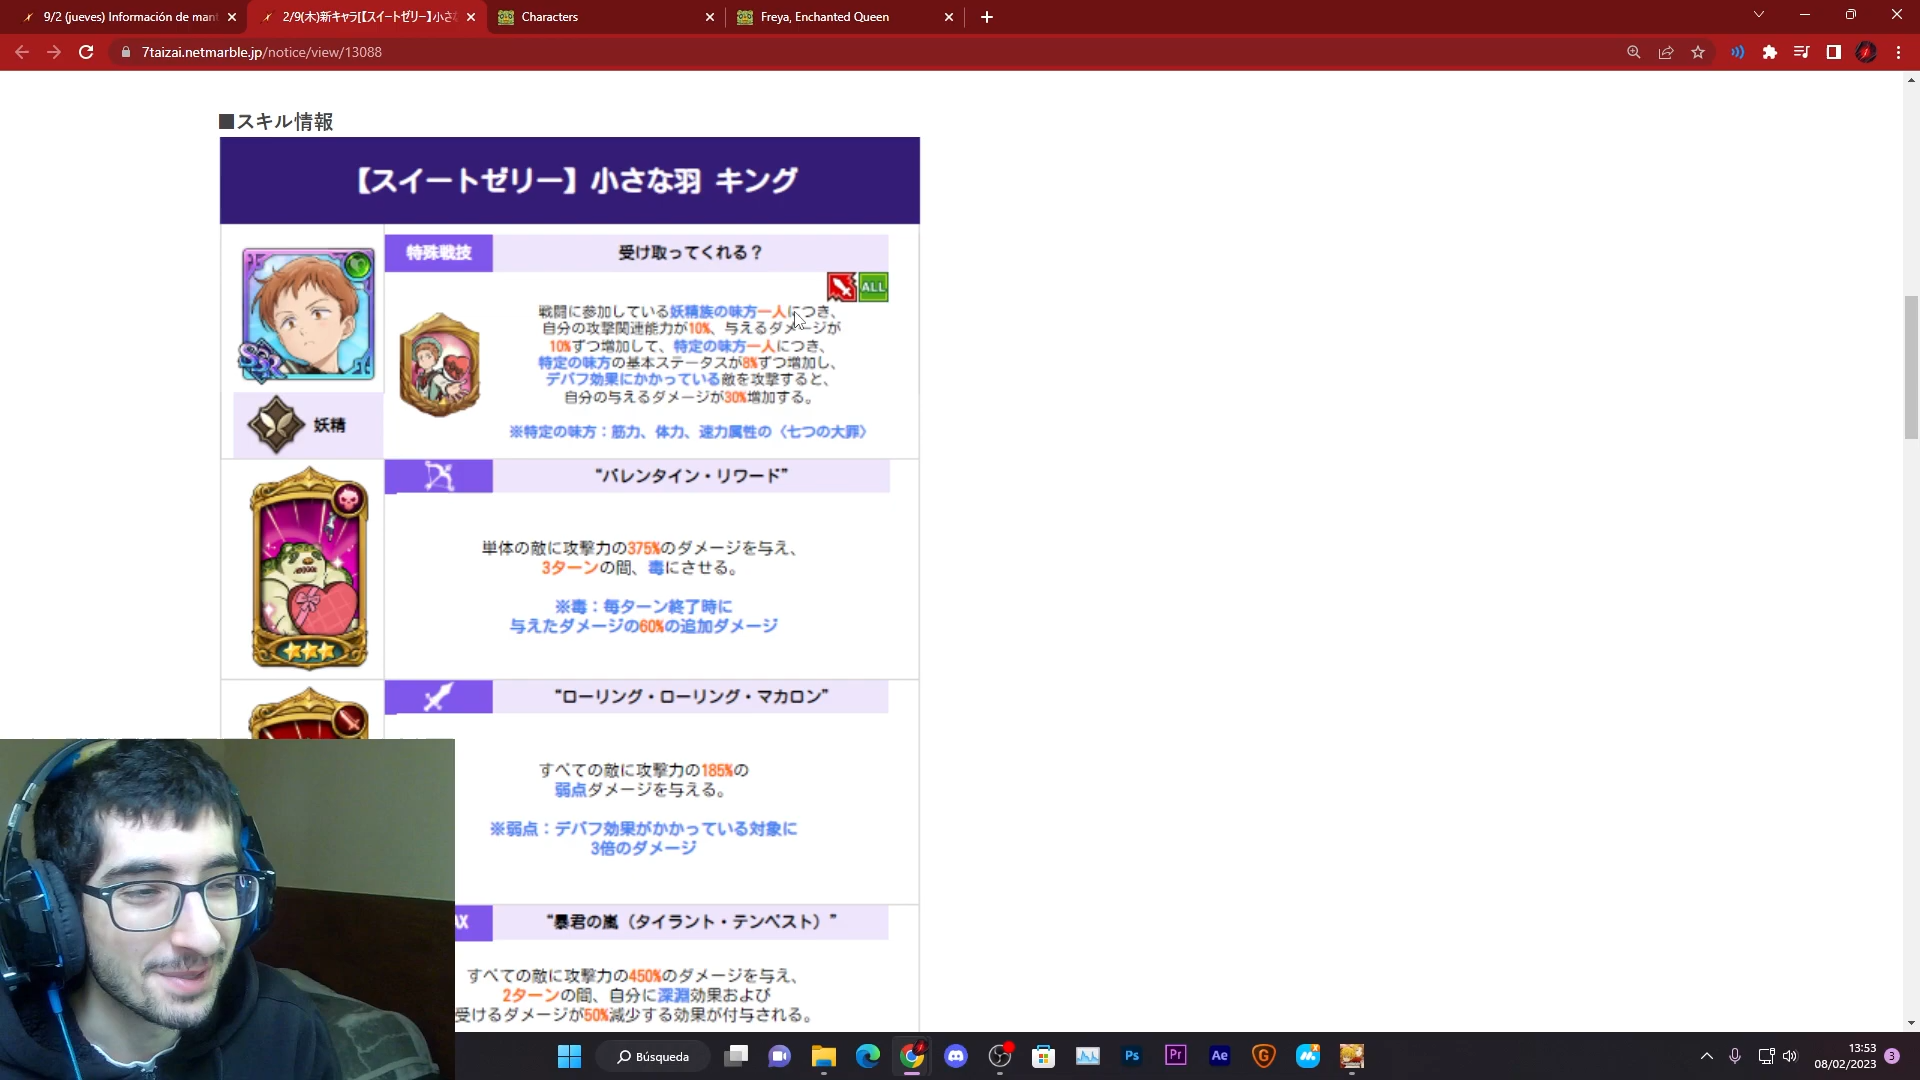 9/2 (jueves) Información de mant
2/9(木)新キャラ[【スイートゼリー】小さ
Characters
Freya, Enchanted Queen
7taizai.netmarble.jp/notice/view/13088
■スキル情報
【スイートゼリー】小さな羽 キング
特殊戦技
受け取ってくれる？
ALL
戦闘に参加している妖精族の味方一人につき、
自分の攻撃関連能力が10%、与えるダメージが
10%ずつ増加して、特定の味方一人につき、
特定の味方の基本ステータスが8%ずつ増加し、
デバフ効果にかかっている敵を攻撃すると、
自分の与えるダメージが30%増加する。
※特定の味方：筋力、体力、速力属性の〈七つの大罪〉
SSR
妖精
“バレンタイン・リワード”
単体の敵に攻撃力の375%のダメージを与え、
3ターンの間、毒にさせる。
※毒：毎ターン終了時に
与えたダメージの60%の追加ダメージ
“ローリング・ローリング・マカロン”
すべての敵に攻撃力の185%の
弱点ダメージを与える。
※弱点：デバフ効果がかかっている対象に
3倍のダメージ
AX
“暴君の嵐（タイラント・テンペスト）”
すべての敵に攻撃力の450%のダメージを与え、
2ターンの間、自分に深淵効果および
受けるダメージが50%減少する効果が付与される。
Búsqueda
Ps
Pr
Ae
13:53
08/02/2023
3